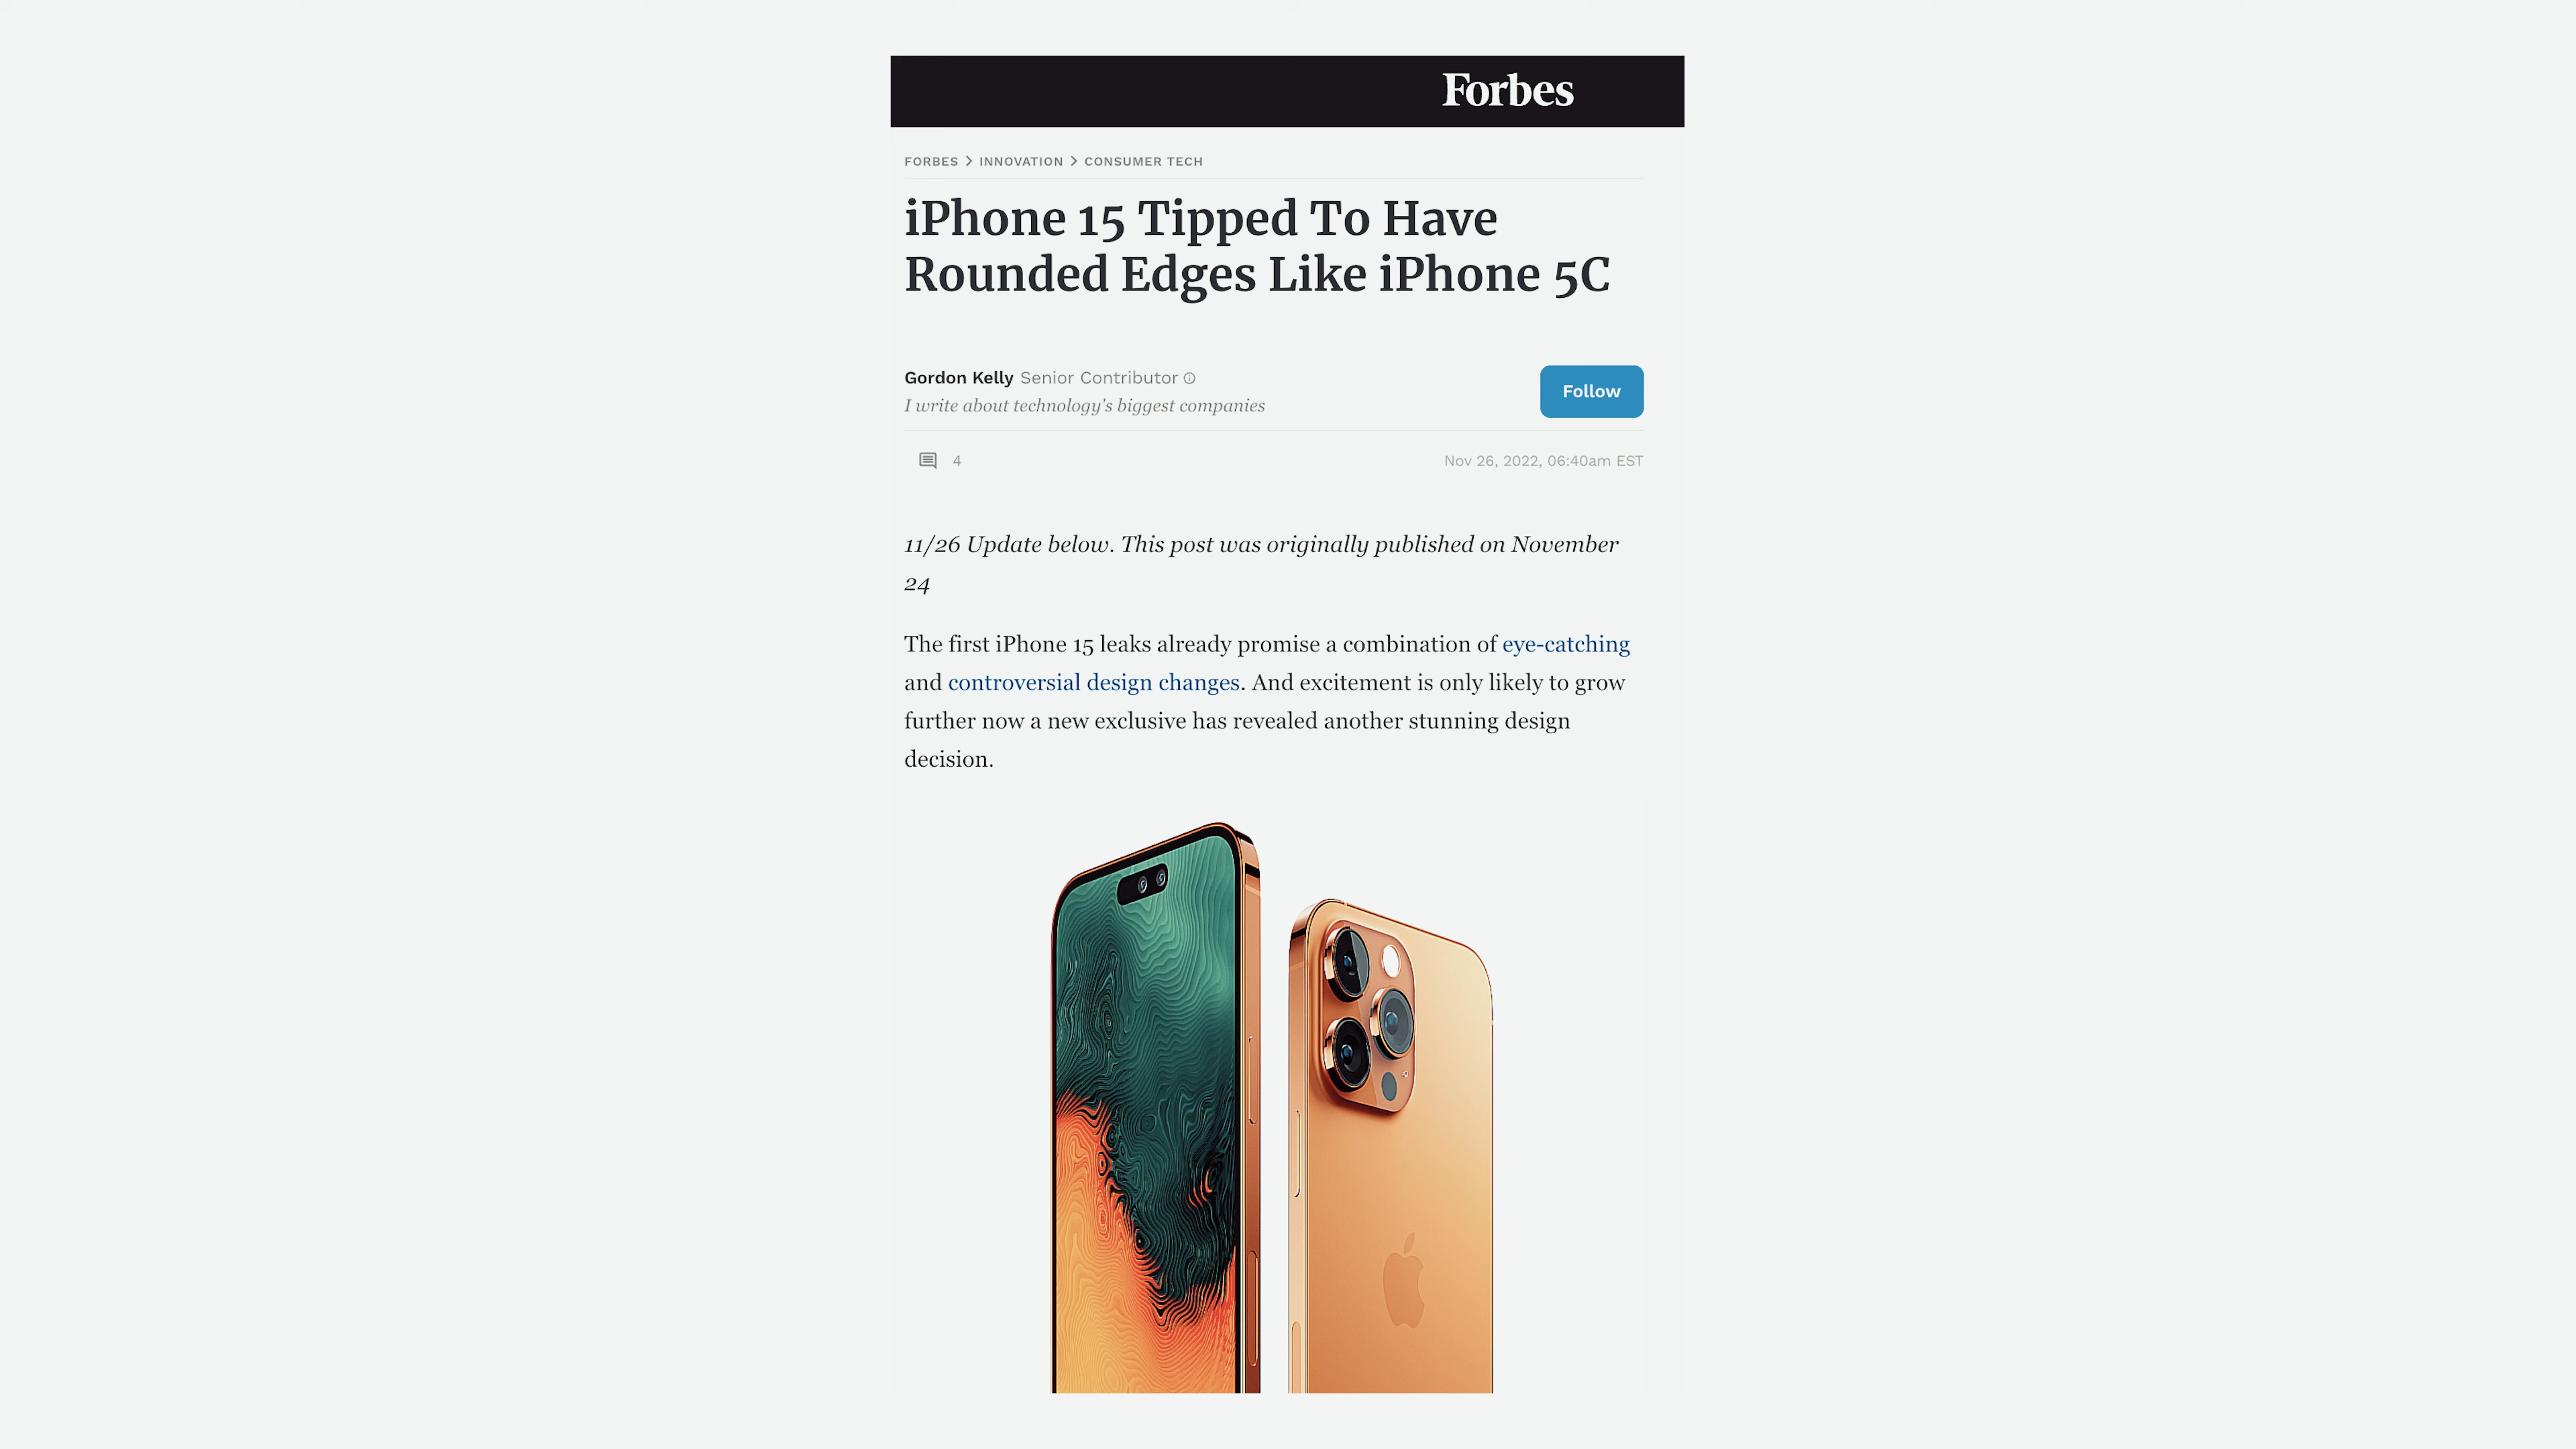 Forbes
FORBES > INNOVATION > CONSUMER TECH
iPhone 15 Tipped To Have
Rounded Edges Like iPhone 5C
Gordon Kelly Senior Contributor
I write about technology's biggest companies
Follow
4
Nov 26, 2022, 06:40am EST
11/26 Update below. This post was originally published on November
24
The first iPhone 15 leaks already promise a combination of eye-catching
and controversial design changes. And excitement is only likely to grow
further now a new exclusive has revealed another stunning design
decision.